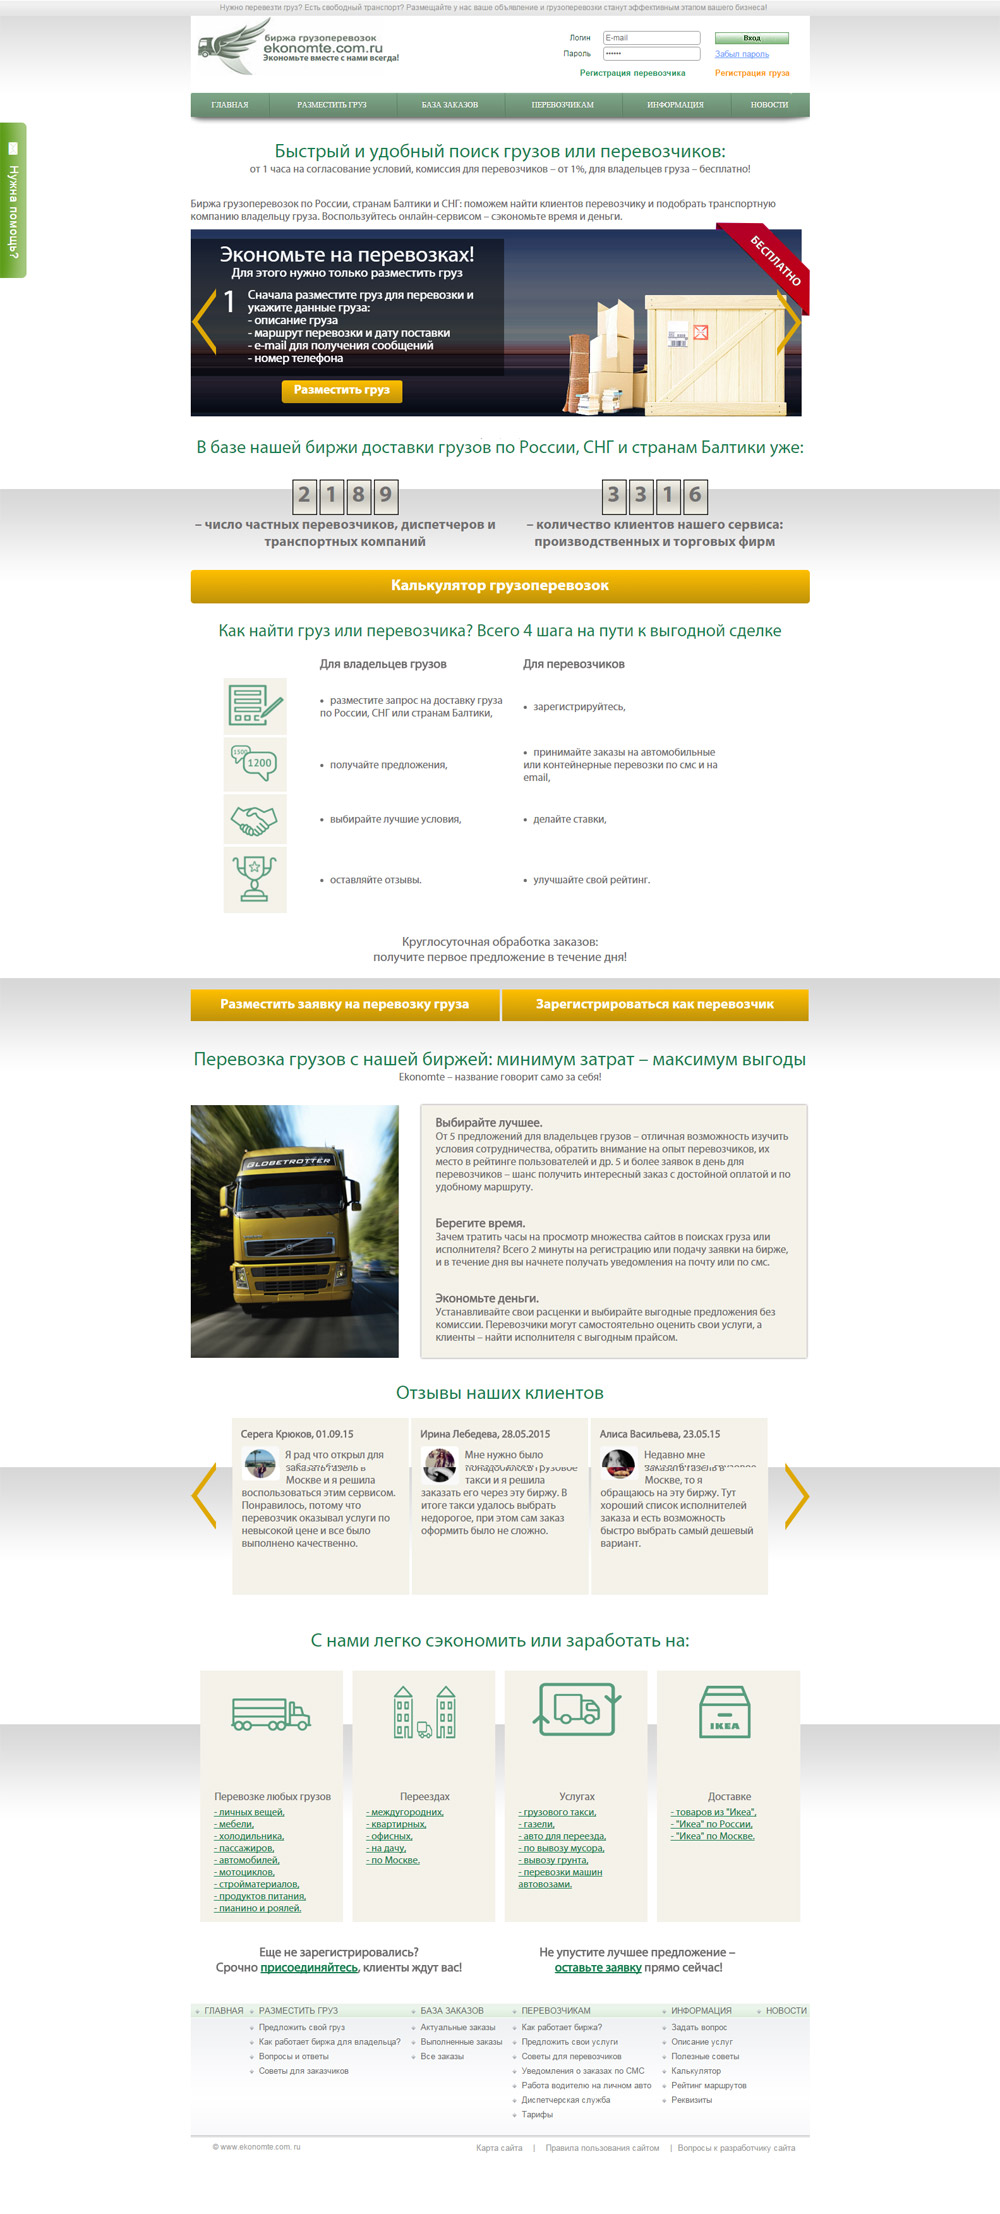 Нужно перевезти груз? Есть свободный транспорт? Размещайте у нас ваше объявление и грузоперевозки станут эффективным этапом вашего бизнеса!
биржа грузоперевозок
ekonomte.com.ru
Экономьте вместе с нами всегда!
Логин E-mail Вход
Пароль •••••• Забыл пароль
Регистрация перевозчика Регистрация груза
ГЛАВНАЯ РАЗМЕСТИТЬ ГРУЗ БАЗА ЗАКАЗОВ ПЕРЕВОЗЧИКАМ ИНФОРМАЦИЯ НОВОСТИ
Нужна помощь?
Быстрый и удобный поиск грузов или перевозчиков:
от 1 часа на согласование условий, комиссия для перевозчиков – от 1%, для владельцев груза – бесплатно!
Биржа грузоперевозок по России, странам Балтики и СНГ: поможем найти клиентов перевозчику и подобрать транспортную
компанию владельцу груза. Воспользуйтесь онлайн-сервисом – сэкономьте время и деньги.
Экономьте на перевозках!
Для этого нужно только разместить груз
БЕСПЛАТНО
1 Сначала разместите груз для перевозки и
укажите данные груза:
- описание груза
- маршрут перевозки и дату поставки
- e-mail для получения сообщений
- номер телефона
Разместить груз
В базе нашей биржи доставки грузов по России, СНГ и странам Балтики уже:
2 1 8 9
– число частных перевозчиков, диспетчеров и
транспортных компаний
3 3 1 6
– количество клиентов нашего сервиса:
производственных и торговых фирм
Калькулятор грузоперевозок
Как найти груз или перевозчика? Всего 4 шага на пути к выгодной сделке
Для владельцев грузов Для перевозчиков
• разместите запрос на доставку груза
по России, СНГ или странам Балтики,
• зарегистрируйтесь,
1500
1200
• получайте предложения,
• принимайте заказы на автомобильные
или контейнерные перевозки по смс и на
email,
• выбирайте лучшие условия,
• делайте ставки,
• оставляйте отзывы.
• улучшайте свой рейтинг.
Круглосуточная обработка заказов:
получите первое предложение в течение дня!
Разместить заявку на перевозку груза Зарегистрироваться как перевозчик
Перевозка грузов с нашей биржей: минимум затрат – максимум выгоды
Ekonomte – название говорит само за себя!
GLOBETROTTER
Выбирайте лучшее.
От 5 предложений для владельцев грузов – отличная возможность изучить
условия сотрудничества, обратить внимание на опыт перевозчиков, их
место в рейтинге пользователей и др. 5 и более заявок в день для
перевозчиков – шанс получить интересный заказ с достойной оплатой и по
удобному маршруту.
Берегите время.
Зачем тратить часы на просмотр множества сайтов в поисках груза или
исполнителя? Всего 2 минуты на регистрацию или подачу заявки на бирже,
и в течение дня вы начнете получать уведомления на почту или по смс.
Экономьте деньги.
Устанавливайте свои расценки и выбирайте выгодные предложения без
комиссии. Перевозчики могут самостоятельно оценить свои услуги, а
клиенты – найти исполнителя с выгодным прайсом.
Отзывы наших клиентов
Серега Крюков, 01.09.15
Я рад что открыл для
заказать газель в
Москве и я решила
воспользоваться этим сервисом.
Понравилось, потому что
перевозчик оказывал услуги по
невысокой цене и все было
выполнено качественно.
Ирина Лебедева, 28.05.2015
Мне нужно было
понадобилось грузовое
такси и я решила
заказать его через эту биржу. В
итоге такси удалось выбрать
недорогое, при этом сам заказ
оформить было не сложно.
Алиса Васильева, 23.05.15
Недавно мне
Москве, то я
обращаюсь на эту биржу. Тут
хороший список исполнителей
заказа и есть возможность
быстро выбрать самый дешевый
вариант.
С нами легко сэкономить или заработать на:
Перевозке любых грузов
- личных вещей,
- мебели,
- холодильника,
- пассажиров,
- автомобилей,
- мотоциклов,
- стройматериалов,
- продуктов питания,
- пианино и роялей.
Переездах
- междугородних,
- квартирных,
- офисных,
- на дачу,
- по Москве.
Услугах
- грузового такси,
- газели,
- авто для переезда,
- по вывозу мусора,
- вывозу грунта,
- перевозки машин
автовозами.
IKEA
Доставке
- товаров из "Икеа",
- "Икеа" по России,
- "Икеа" по Москве.
Еще не зарегистрировались?
Срочно присоединяйтесь, клиенты ждут вас!
Не упустите лучшее предложение –
оставьте заявку прямо сейчас!
ГЛАВНАЯ
РАЗМЕСТИТЬ ГРУЗ
Предложить свой груз
Как работает биржа для владельца?
Вопросы и ответы
Советы для заказчиков
БАЗА ЗАКАЗОВ
Актуальные заказы
Выполненные заказы
Все заказы
ПЕРЕВОЗЧИКАМ
Как работает биржа?
Предложить свои услуги
Советы для перевозчиков
Уведомления о заказах по СМС
Работа водителю на личном авто
Диспетчерская служба
Тарифы
ИНФОРМАЦИЯ
Задать вопрос
Описание услуг
Полезные советы
Калькулятор
Рейтинг маршрутов
Реквизиты
НОВОСТИ
© www ekonomte.com. ru Карта сайта | Правила пользования сайтом | Вопросы к разработчику сайта